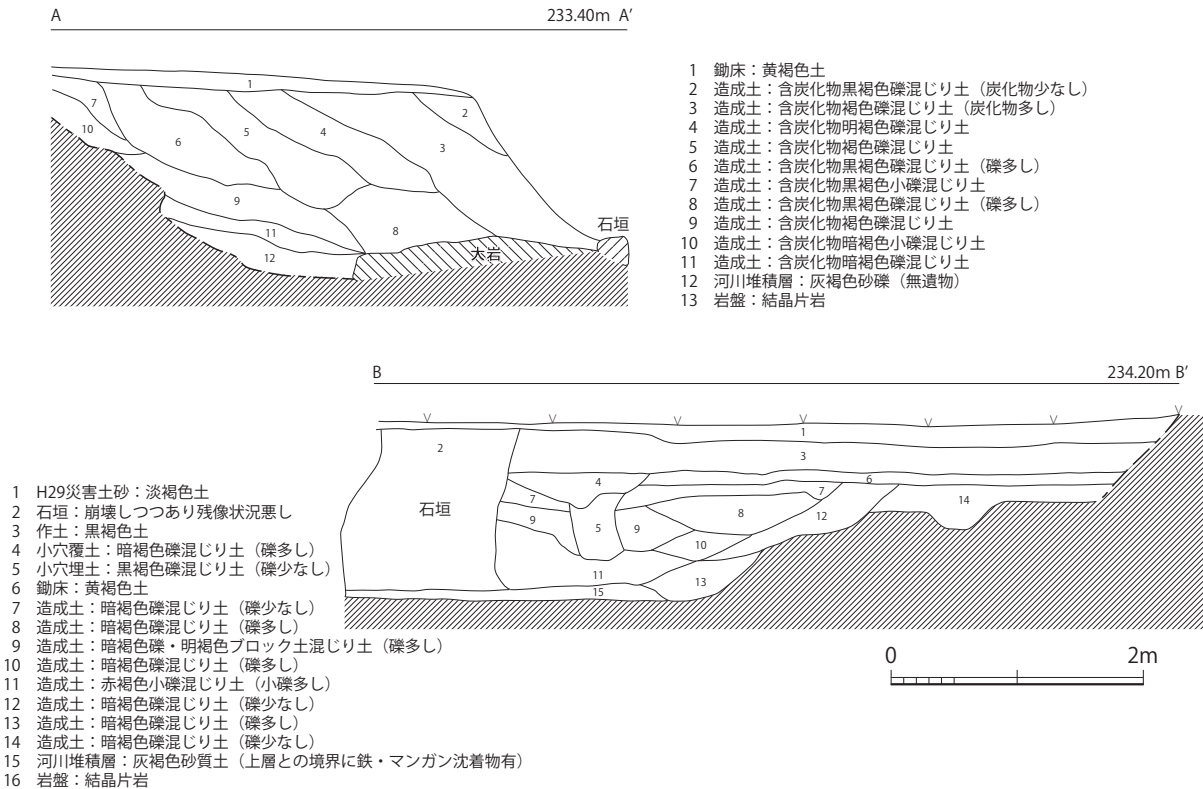 A 233.40m A'
1 鋤床：黄褐色土
2 造成土：含炭化物黒褐色礫混じり土（炭化物少なし）
3 造成土：含炭化物褐色礫混じり土（炭化物多し）
4 造成土：含炭化物明褐色礫混じり土
5 造成土：含炭化物褐色礫混じり土
6 造成土：含炭化物黒褐色礫混じり土（礫多し）
7 造成土：含炭化物黒褐色小礫混じり土
8 造成土：含炭化物黒褐色礫混じり土（礫多し）
9 造成土：含炭化物褐色礫混じり土
10 造成土：含炭化物暗褐色小礫混じり土
11 造成土：含炭化物暗褐色礫混じり土
12 河川堆積層：灰褐色砂礫（無遺物）
13 岩盤：結晶片岩
1
2
3
4
5
6
7
8
9
10
11
12
石垣
大岩
B 234.20m B'
1
2
3
4
5
6
7
7
8
9
9
10
11
12
13
14
15
石垣
1 H29災害土砂：淡褐色土
2 石垣：崩壊しつつあり残像状況悪し
3 作土：黒褐色土
4 小穴覆土：暗褐色礫混じり土（礫多し）
5 小穴埋土：黒褐色礫混じり土（礫少なし）
6 鋤床：黄褐色土
7 造成土：暗褐色礫混じり土（礫少なし）
8 造成土：暗褐色礫混じり土（礫多し）
9 造成土：暗褐色礫・明褐色ブロック土混じり土（礫多し）
10 造成土：暗褐色礫混じり土（礫多し）
11 造成土：赤褐色小礫混じり土（小礫多し）
12 造成土：暗褐色礫混じり土（礫少なし）
13 造成土：暗褐色礫混じり土（礫多し）
14 造成土：暗褐色礫混じり土（礫少なし）
15 河川堆積層：灰褐色砂質土（上層との境界に鉄・マンガン沈着物有）
16 岩盤：結晶片岩
0 2m